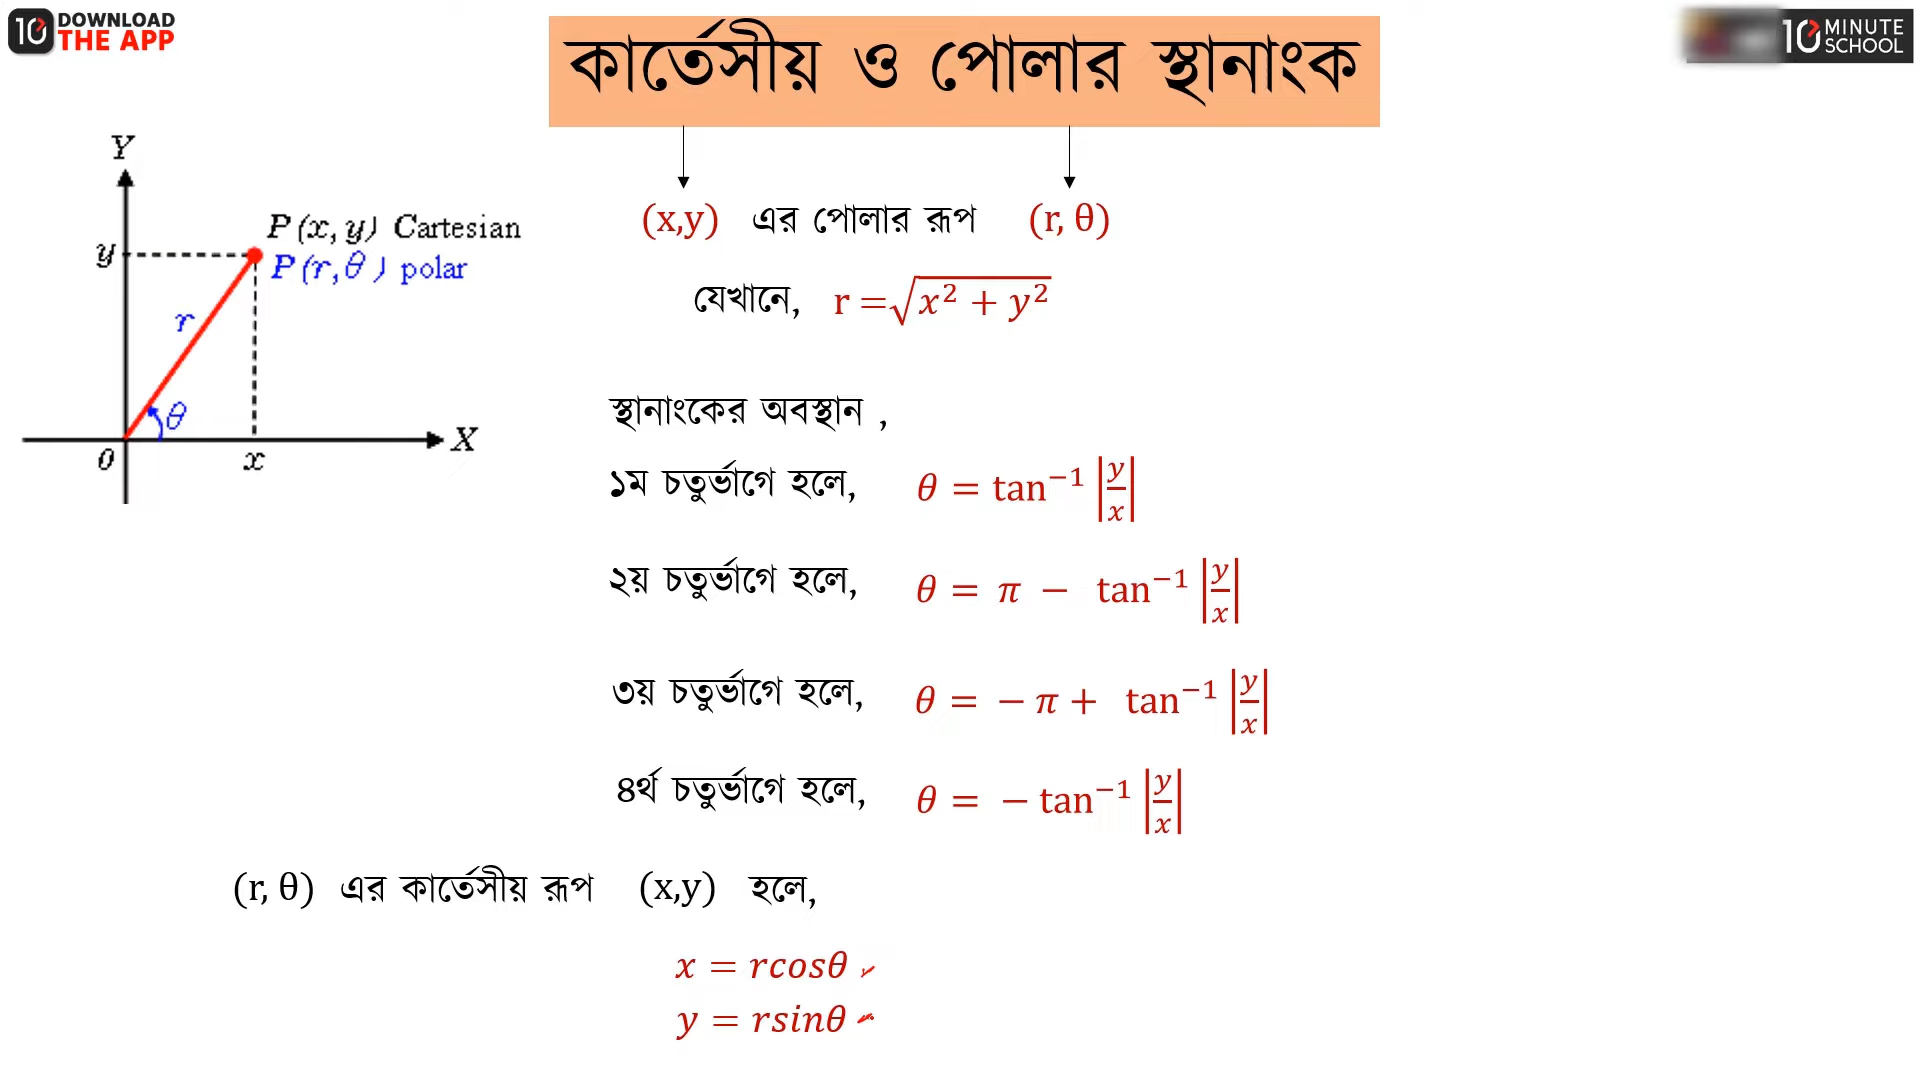 DOWNLOAD
THE APP
কার্তেসীয় ও পোলার স্থানাংক
10 MINUTE
SCHOOL
Y
P(x, y) Cartesian
y
P(r, θ) polar
r
θ
X
0
x
(x,y) এর পোলার রূপ (r, θ)
যেখানে, r = √x² + y²
স্থানাংকের অবস্থান ,
১ম চতুর্ভাগে হলে, θ = tan⁻¹ |y/x|
২য় চতুর্ভাগে হলে, θ = π − tan⁻¹ |y/x|
৩য় চতুর্ভাগে হলে, θ = − π + tan⁻¹ |y/x|
৪র্থ চতুর্ভাগে হলে, θ = − tan⁻¹ |y/x|
(r, θ) এর কার্তেসীয় রূপ (x,y) হলে,
x = rcosθ
y = rsinθ